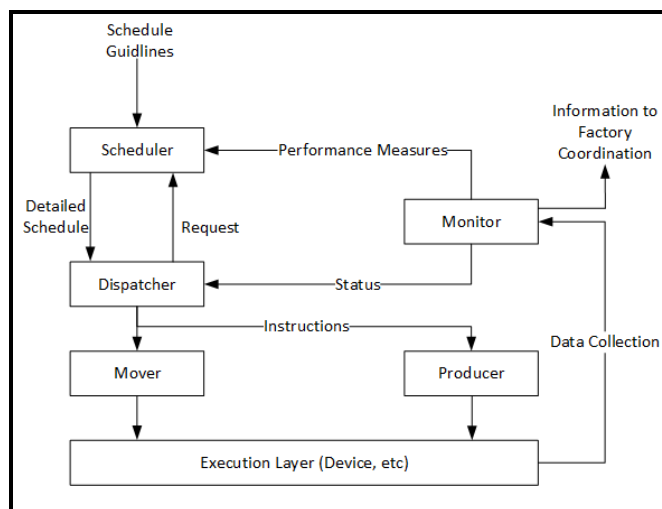 Schedule
Guidlines
Information to
Factory
Coordination
Scheduler
Performance Measures
Detailed
Schedule
Request
Monitor
Dispatcher
Status
Instructions
Data Collection
Mover
Producer
Execution Layer (Device, etc)